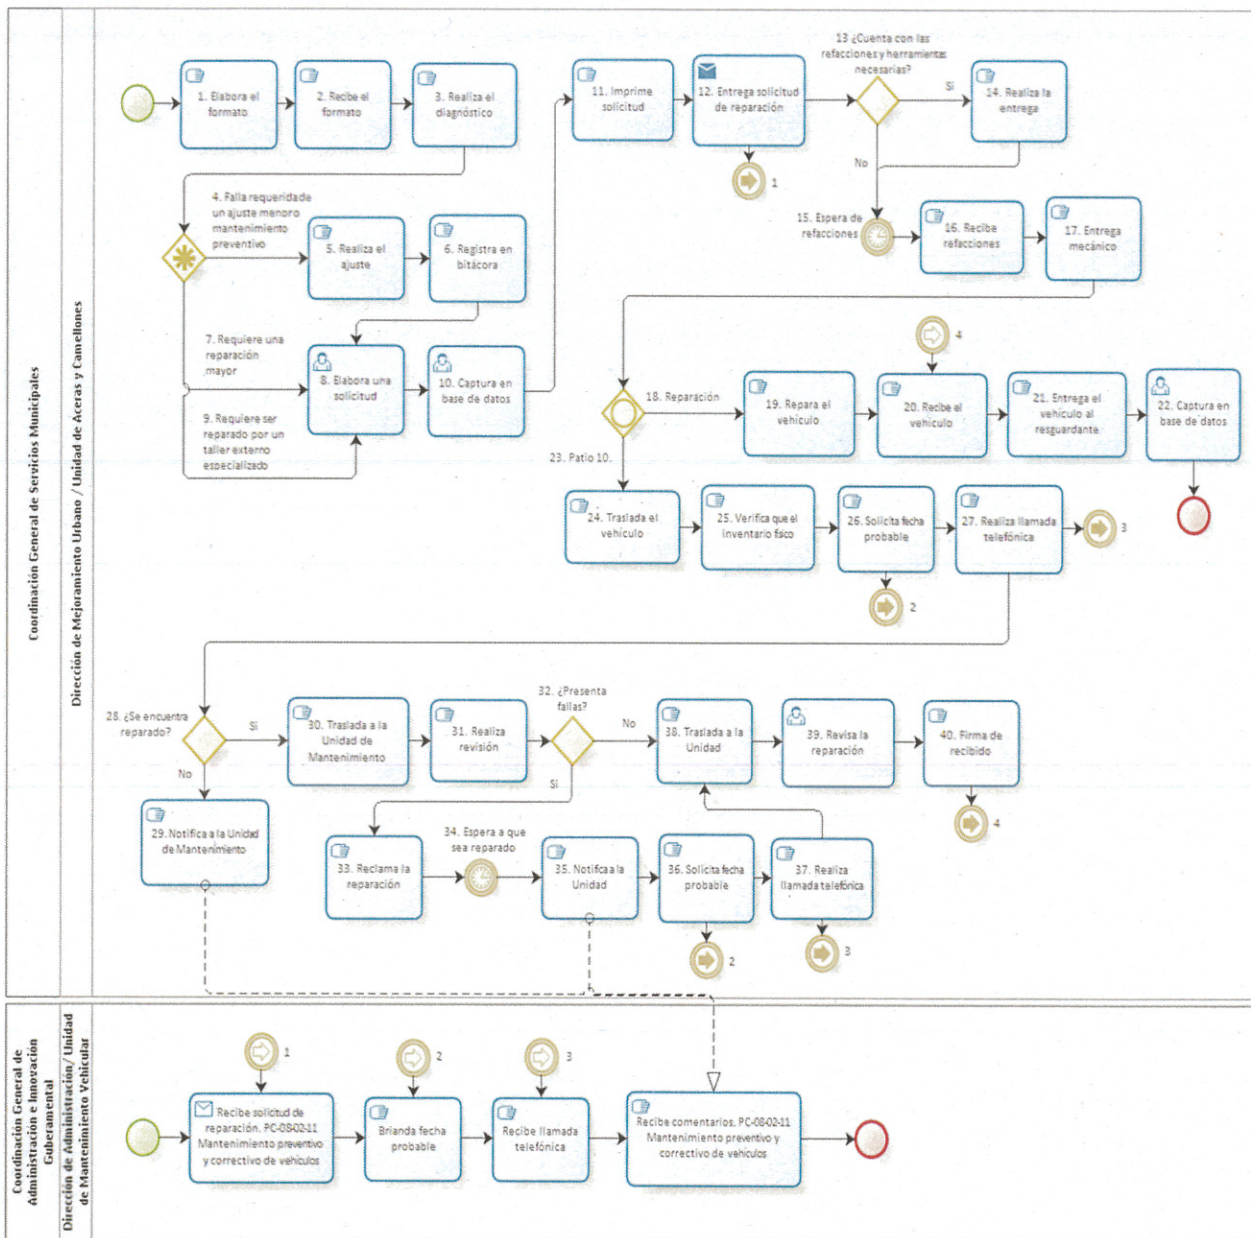 Coordinación General de Servicios Municipales
Dirección de Mejoramiento Urbano / Unidad de Aceras y Camellones
1. Elabora el
formato
2. Recibe el
formato
3. Realiza el
diagnóstico
4. Falla requerida de
un ajuste menor o
mantenimiento
preventivo
5. Realiza el
ajuste
6. Registra en
bitácora
7. Requiere una
reparación
mayor
8. Elabora una
solicitud
9. Requiere ser
reparado por un
taller externo
especializado
10. Captura en
base de datos
11. Imprime
solicitud
12. Entrega solicitud
de reparación
1
13 ¿Cuenta con las
refacciones y herramientas
necesarias?
Si
No
14. Realiza la
entrega
15. Espera de
refacciones
16. Recibe
refacciones
17. Entrega
mecánico
18. Reparación
19. Repara el
vehículo
4
20. Recibe el
vehículo
21. Entrega el
vehículo al
resguardante
22. Captura en
base de datos
23. Patio 10.
24. Traslada el
vehículo
25. Verifica que el
inventario físico
26. Solicita fecha
probable
2
27. Realiza llamada
telefónica
3
28. ¿Se encuentra
reparado?
Si
No
29. Notifica a la Unidad
de Mantenimiento
30. Traslada a la
Unidad de
Mantenimiento
31. Realiza
revisión
32. ¿Presenta
fallas?
No
Si
33. Reclama la
reparación
34. Espera a que
sea reparado
35. Notifica a la
Unidad
36. Solicita fecha
probable
2
37. Realiza
llamada telefónica
3
38. Traslada a la
Unidad
39. Revisa la
reparación
40. Firma de
recibido
4
Coordinación General de
Administración e Innovación
Gubernamental
Dirección de Administración/ Unidad
de Mantenimiento Vehicular
1
Recibe solicitud de
reparación. PC-08-02-11
Mantenimiento preventivo
y correctivo de vehículos
2
Brianda fecha
probable
3
Recibe llamada
telefónica
Recibe comentarios. PC-08-02-11
Mantenimiento preventivo y
correctivo de vehículos